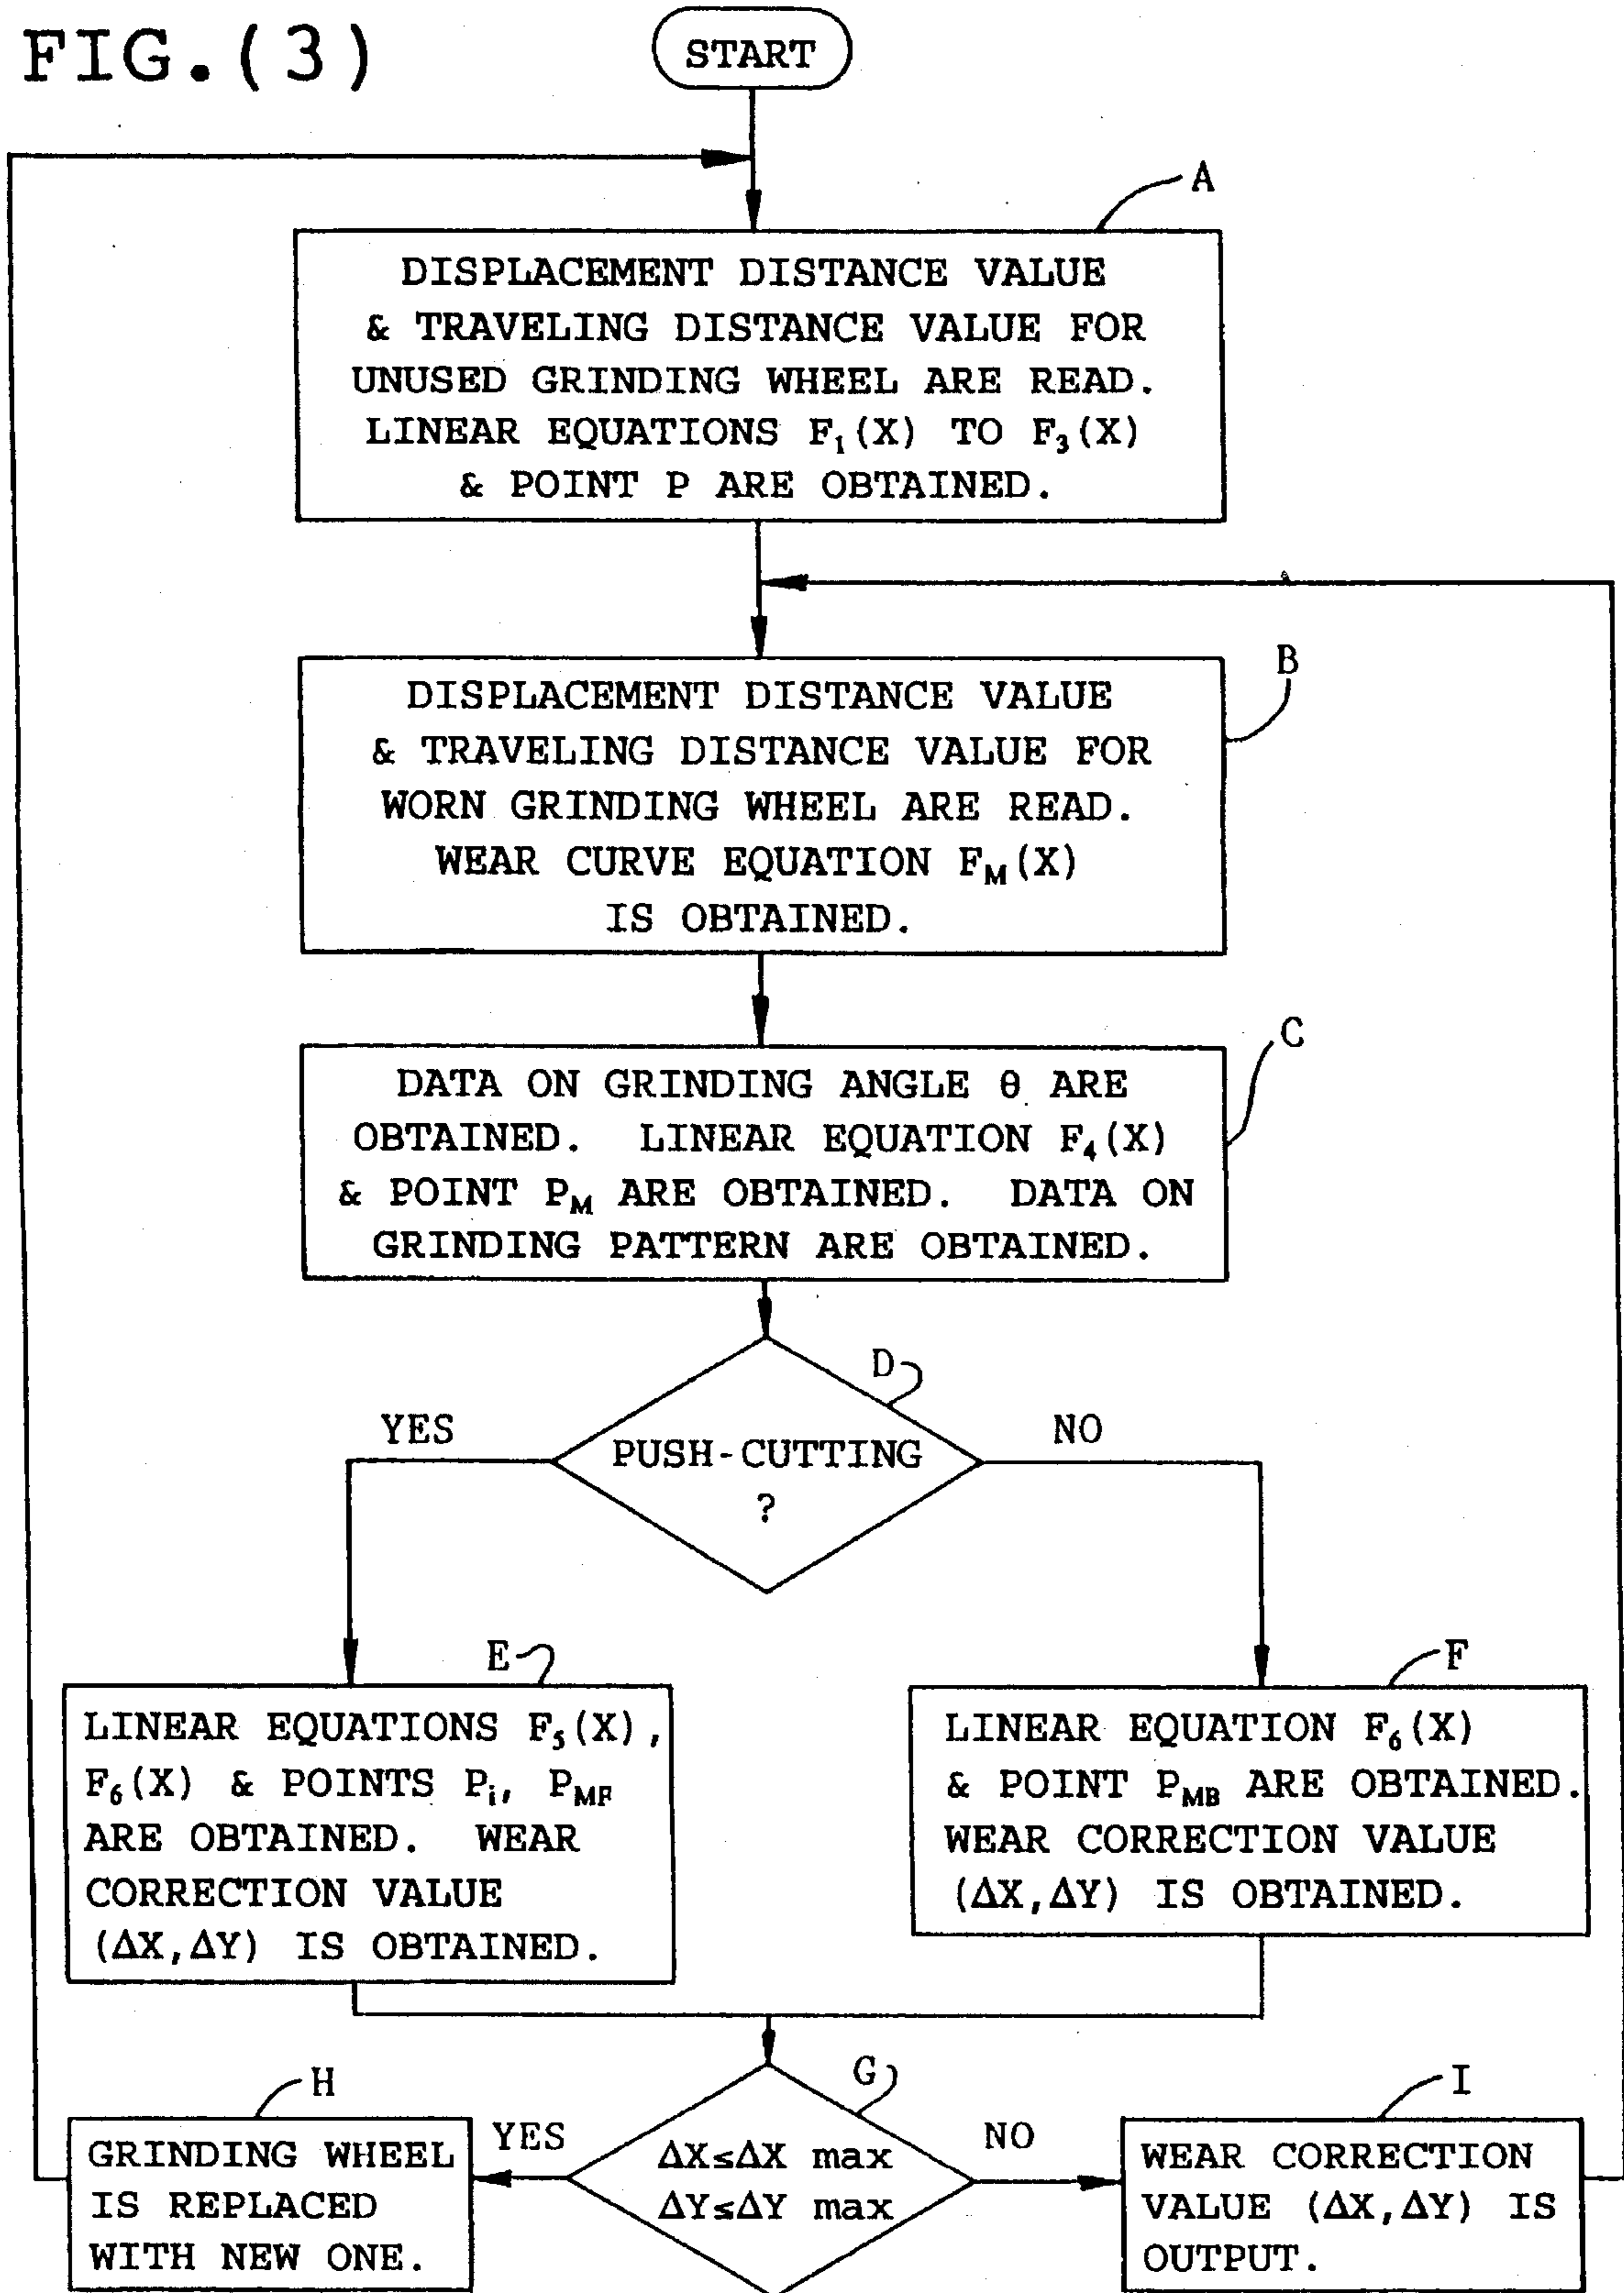 FIG.(3)
START
A
DISPLACEMENT DISTANCE VALUE
& TRAVELING DISTANCE VALUE FOR
UNUSED GRINDING WHEEL ARE READ.
LINEAR EQUATIONS F₁(X) TO F₃(X)
& POINT P ARE OBTAINED.
B
DISPLACEMENT DISTANCE VALUE
& TRAVELING DISTANCE VALUE FOR
WORN GRINDING WHEEL ARE READ.
WEAR CURVE EQUATION F_M(X)
IS OBTAINED.
C
DATA ON GRINDING ANGLE θ ARE
OBTAINED. LINEAR EQUATION F₄(X)
& POINT P_M ARE OBTAINED. DATA ON
GRINDING PATTERN ARE OBTAINED.
D
YES
PUSH-CUTTING
?
NO
E
LINEAR EQUATIONS F₅(X),
F₆(X) & POINTS P_i, P_MF
ARE OBTAINED. WEAR
CORRECTION VALUE
(ΔX,ΔY) IS OBTAINED.
F
LINEAR EQUATION F₆(X)
& POINT P_MB ARE OBTAINED.
WEAR CORRECTION VALUE
(ΔX,ΔY) IS OBTAINED.
G
ΔX≤ΔX max
ΔY≤ΔY max
YES
NO
H
GRINDING WHEEL
IS REPLACED
WITH NEW ONE.
I
WEAR CORRECTION
VALUE (ΔX,ΔY) IS
OUTPUT.